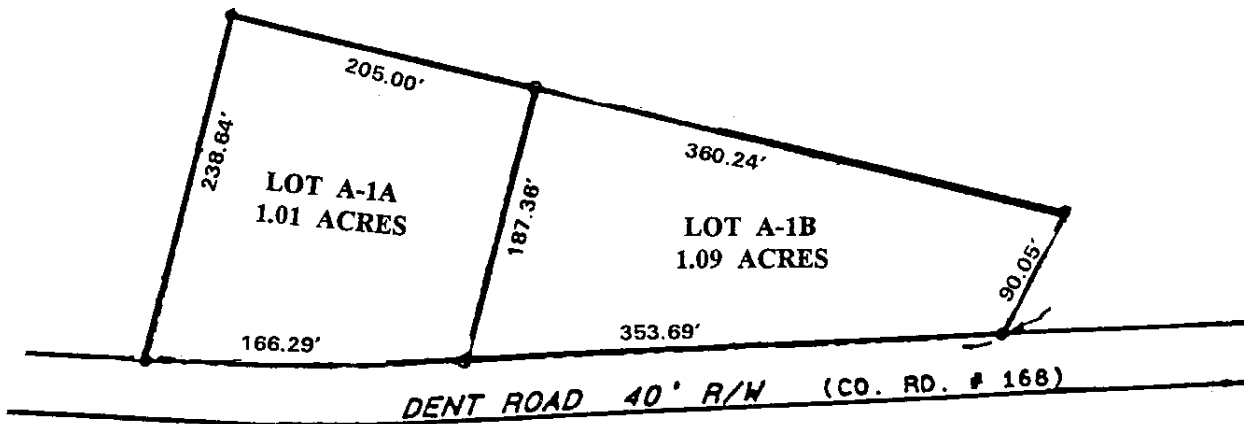 205.00'
238.64'
LOT A-1A
1.01 ACRES
187.36'
360.24'
LOT A-1B
1.09 ACRES
90.05'
166.29'
353.69'
DENT ROAD 40' R/W (CO. RD. # 168)